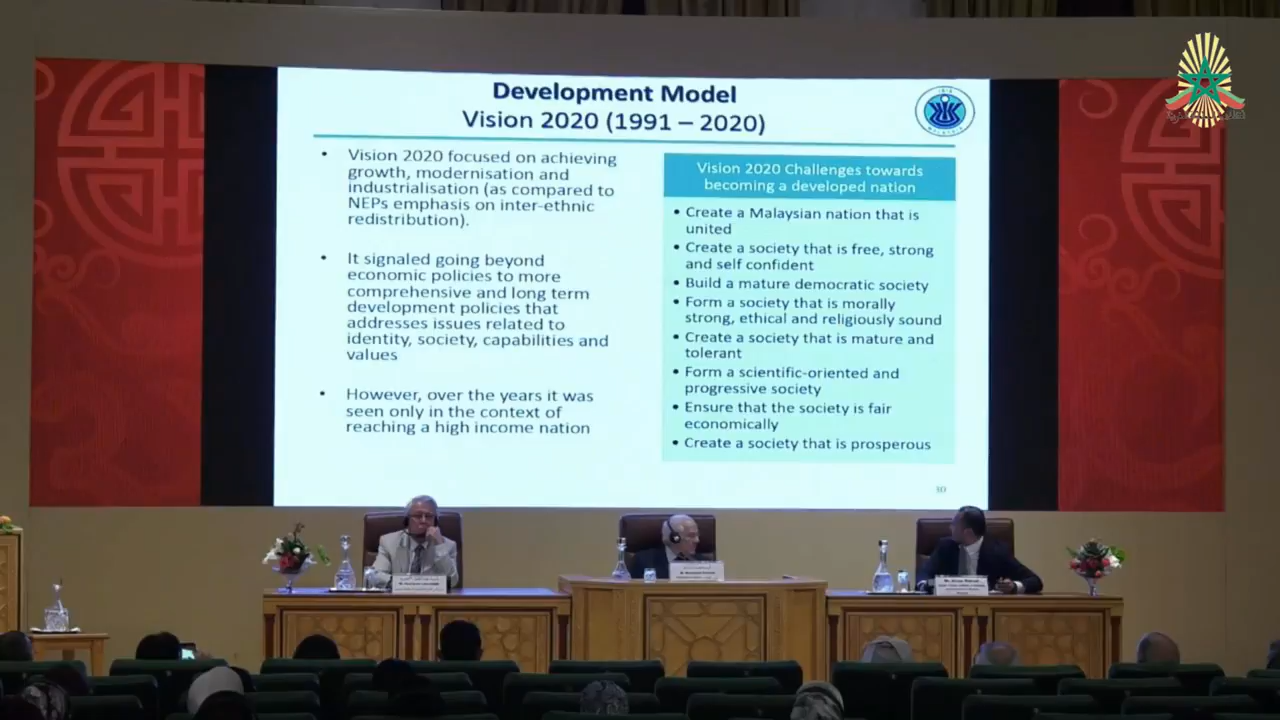 Development Model
Vision 2020 (1991 – 2020)
• Vision 2020 focused on achieving
growth, modernisation and
industrialisation (as compared to
NEPs emphasis on inter-ethnic
redistribution).
• It signaled going beyond
economic policies to more
comprehensive and long term
development policies that
addresses issues related to
identity, society, capabilities and
values
• However, over the years it was
seen only in the context of
reaching a high income nation
Vision 2020 Challenges towards
becoming a developed nation
• Create a Malaysian nation that is
united
• Create a society that is free, strong
and self confident
• Build a mature democratic society
• Form a society that is morally
strong, ethical and religiously sound
• Create a society that is mature and
tolerant
• Form a scientific-oriented and
progressive society
• Ensure that the society is fair
economically
• Create a society that is prosperous
30
ISIS
MALAYSIA